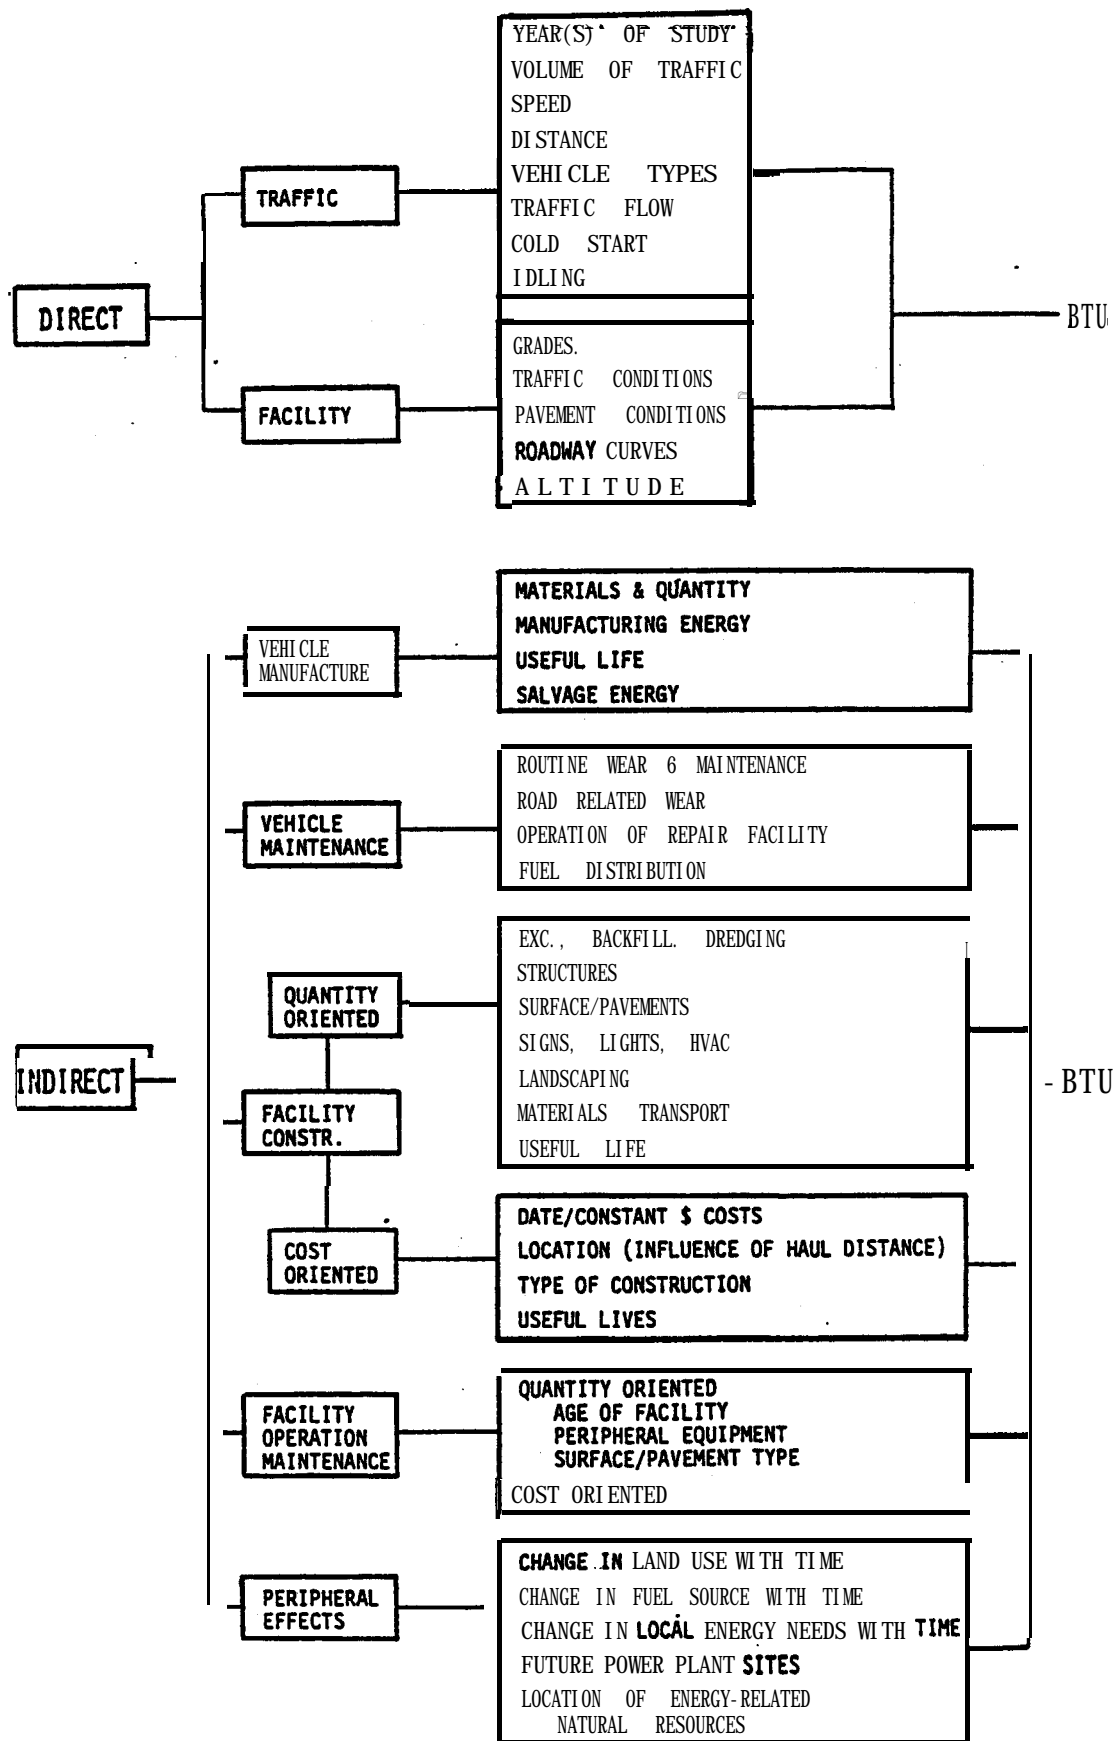 YEAR(S) OF STUDY
VOLUME OF TRAFFIC
SPEED
DISTANCE
VEHICLE TYPES
TRAFFIC FLOW
COLD START
IDLING
TRAFFIC
DIRECT
BTU
GRADES.
TRAFFIC CONDITIONS
PAVEMENT CONDITIONS
ROADWAY CURVES
ALTITUDE
FACILITY
MATERIALS & QUANTITY
MANUFACTURING ENERGY
USEFUL LIFE
SALVAGE ENERGY
VEHICLE
MANUFACTURE
ROUTINE WEAR 6 MAINTENANCE
ROAD RELATED WEAR
OPERATION OF REPAIR FACILITY
FUEL DISTRIBUTION
VEHICLE
MAINTENANCE
EXC., BACKFILL. DREDGING
STRUCTURES
SURFACE/PAVEMENTS
SIGNS, LIGHTS, HVAC
LANDSCAPING
MATERIALS TRANSPORT
USEFUL LIFE
QUANTITY
ORIENTED
INDIRECT
- BTU
FACILITY
CONSTR.
COST
ORIENTED
DATE/CONSTANT $ COSTS
LOCATION (INFLUENCE OF HAUL DISTANCE)
TYPE OF CONSTRUCTION
USEFUL LIVES
FACILITY
OPERATION
MAINTENANCE
QUANTITY ORIENTED
AGE OF FACILITY
PERIPHERAL EQUIPMENT
SURFACE/PAVEMENT TYPE
COST ORIENTED
PERIPHERAL
EFFECTS
CHANGE IN LAND USE WITH TIME
CHANGE IN FUEL SOURCE WITH TIME
CHANGE IN LOCAL ENERGY NEEDS WITH TIME
FUTURE POWER PLANT SITES
LOCATION OF ENERGY-RELATED
NATURAL RESOURCES